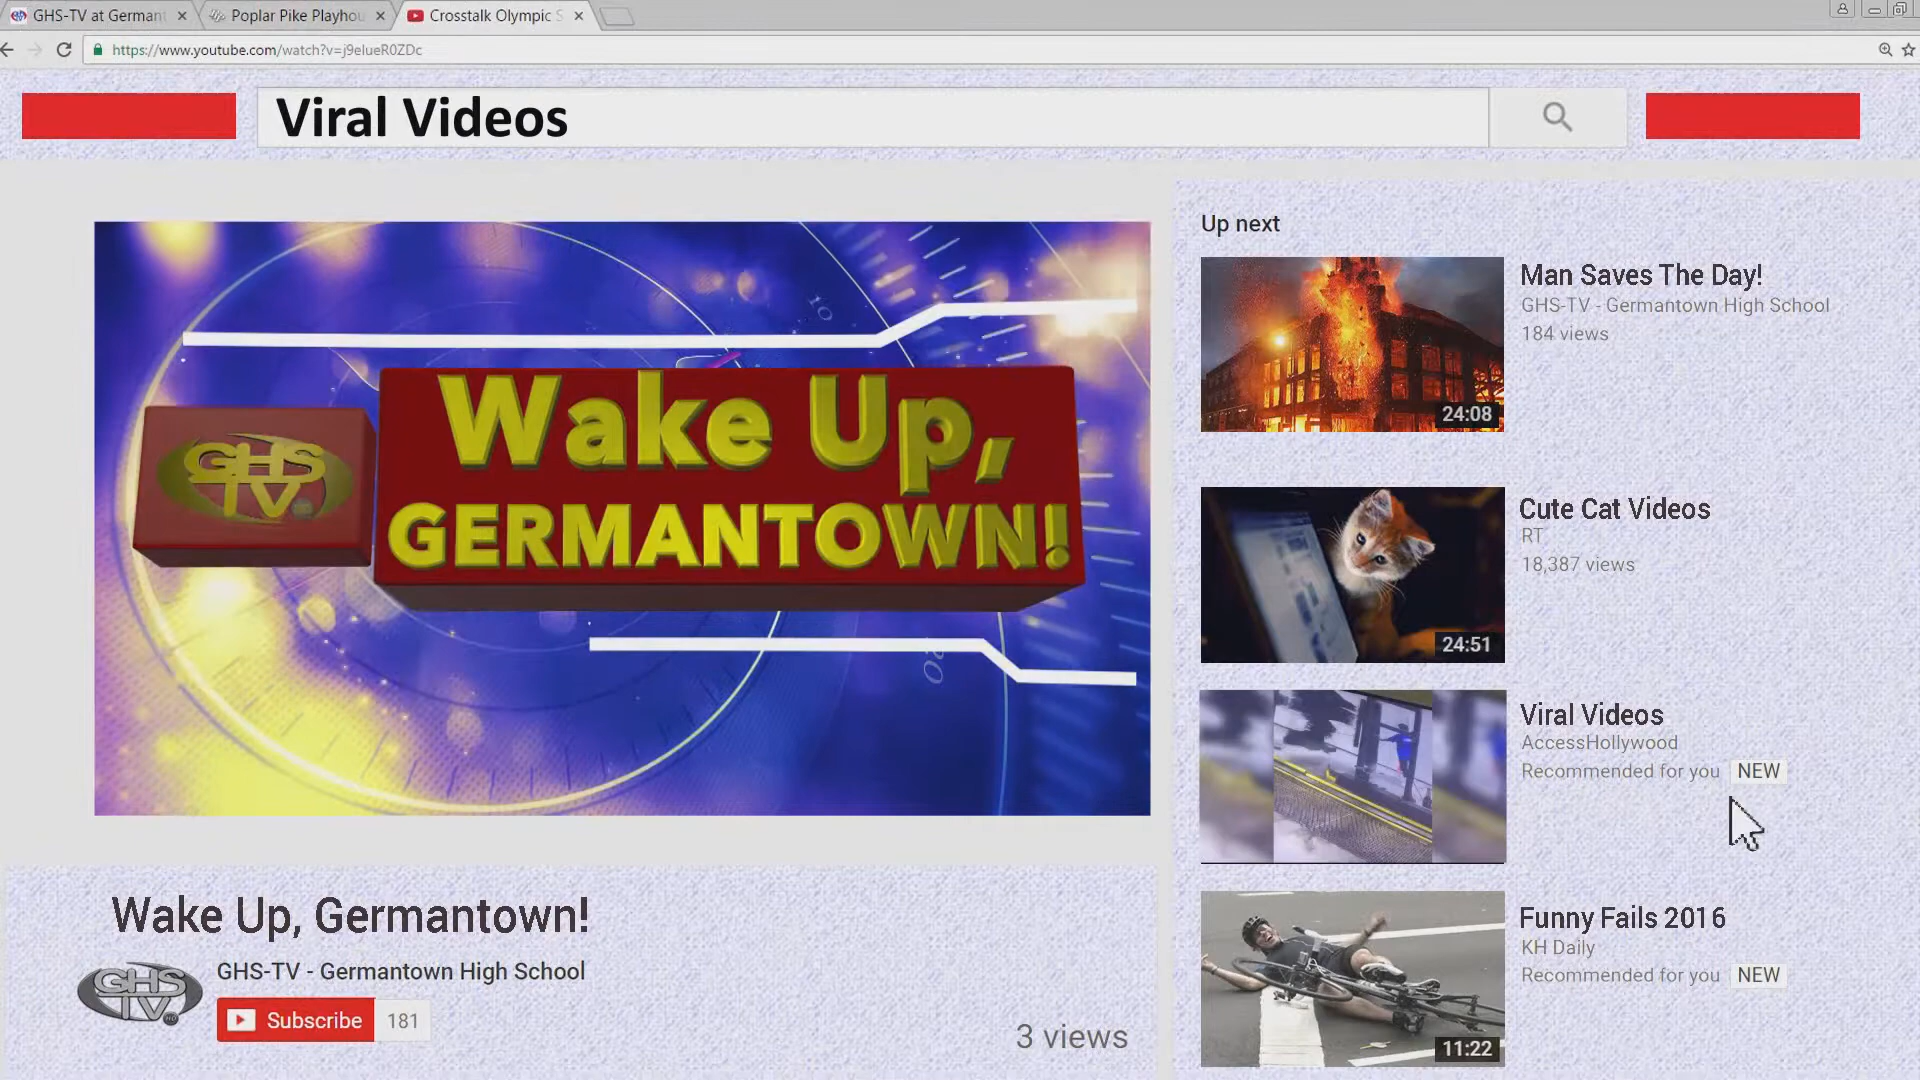 GHS-TV at German
Poplar Pike Playhou
Crosstalk Olympic S
https://www.youtube.com/watch?v=j9eIueR0ZDc
Viral Videos
Up next
Man Saves The Day!
GHS-TV - Germantown High School
184 views
24:08
Wake Up,
GERMANTOWN!
GHS
TV
Cute Cat Videos
RT
18,387 views
24:51
Viral Videos
AccessHollywood
Recommended for you NEW
Wake Up, Germantown!
GHS-TV - Germantown High School
GHS
TV
Subscribe 181
3 views
Funny Fails 2016
KH Daily
Recommended for you NEW
11:22